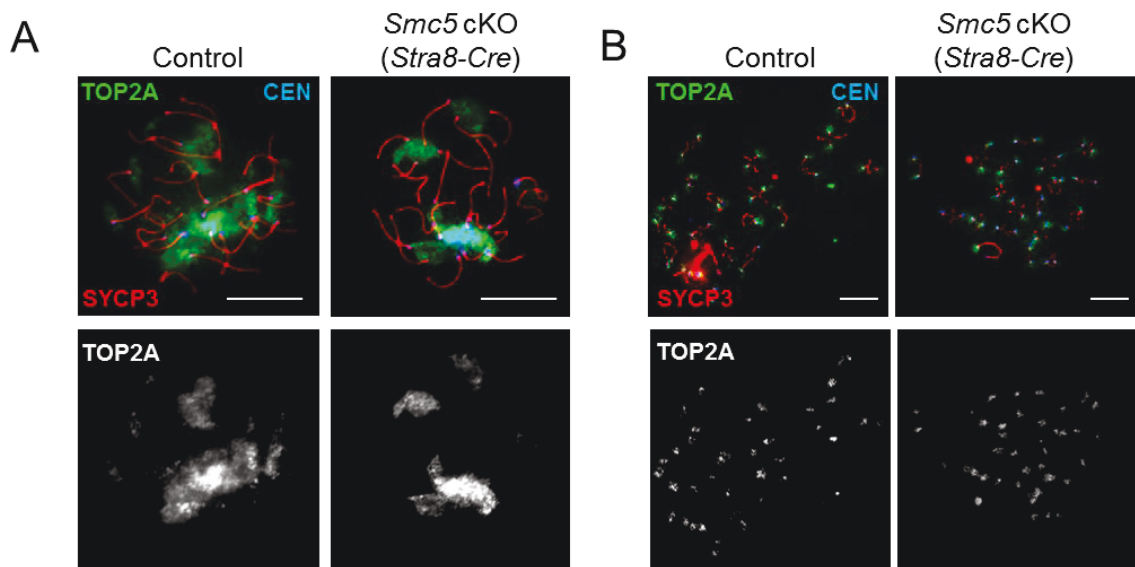 A
Control
Smc5 cKO
(Stra8-Cre)
TOP2A
CEN
SYCP3
TOP2A
B
Control
Smc5 cKO
(Stra8-Cre)
TOP2A
CEN
SYCP3
TOP2A